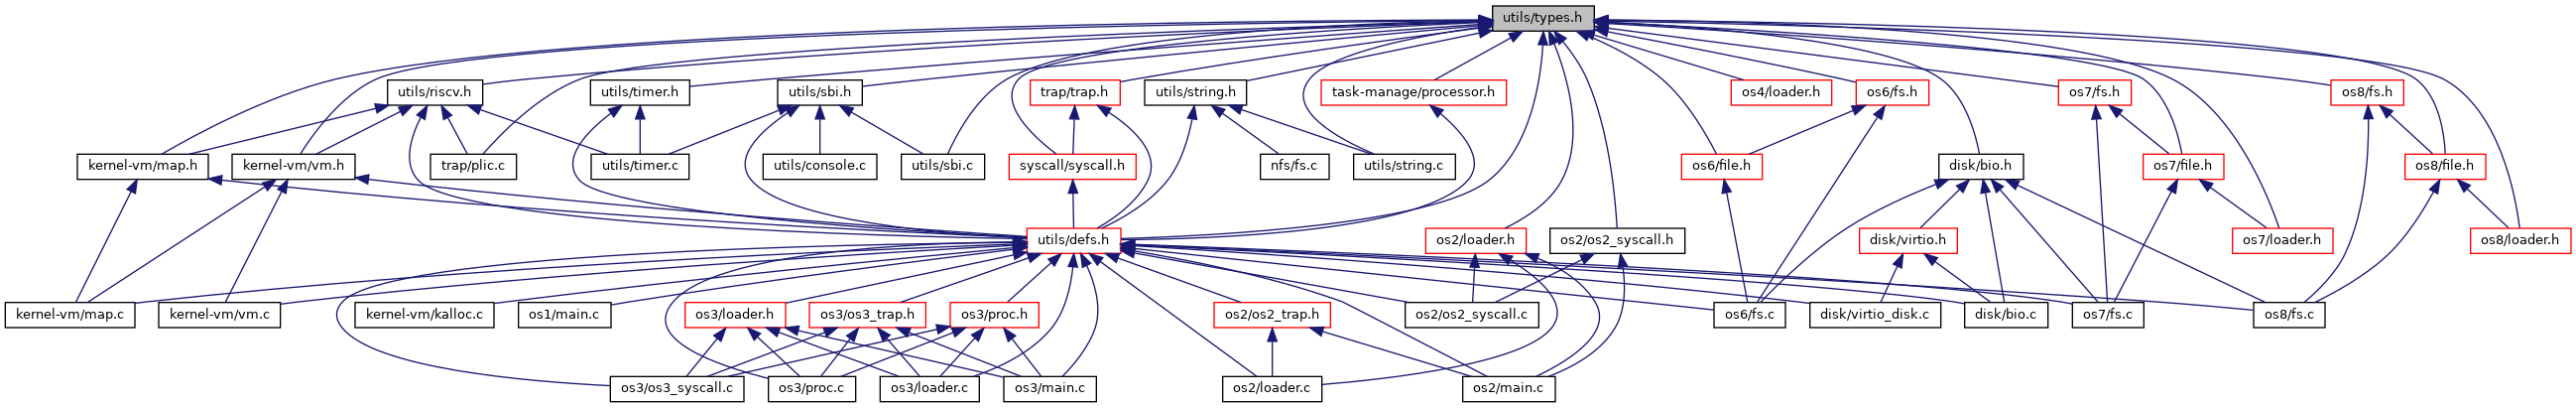 utils/types.h
utils/riscv.h
utils/timer.h
utils/sbi.h
trap/trap.h
utils/string.h
task-manage/processor.h
os4/loader.h
os6/fs.h
os7/fs.h
os8/fs.h
kernel-vm/map.h
kernel-vm/vm.h
trap/plic.c
utils/timer.c
utils/console.c
utils/sbi.c
syscall/syscall.h
nfs/fs.c
utils/string.c
os6/file.h
disk/bio.h
os7/file.h
os8/file.h
utils/defs.h
os2/loader.h
os2/os2_syscall.h
disk/virtio.h
os7/loader.h
os8/loader.h
kernel-vm/map.c
kernel-vm/vm.c
kernel-vm/kalloc.c
os1/main.c
os3/loader.h
os3/os3_trap.h
os3/proc.h
os2/os2_trap.h
os2/os2_syscall.c
os6/fs.c
disk/virtio_disk.c
disk/bio.c
os7/fs.c
os8/fs.c
os3/os3_syscall.c
os3/proc.c
os3/loader.c
os3/main.c
os2/loader.c
os2/main.c